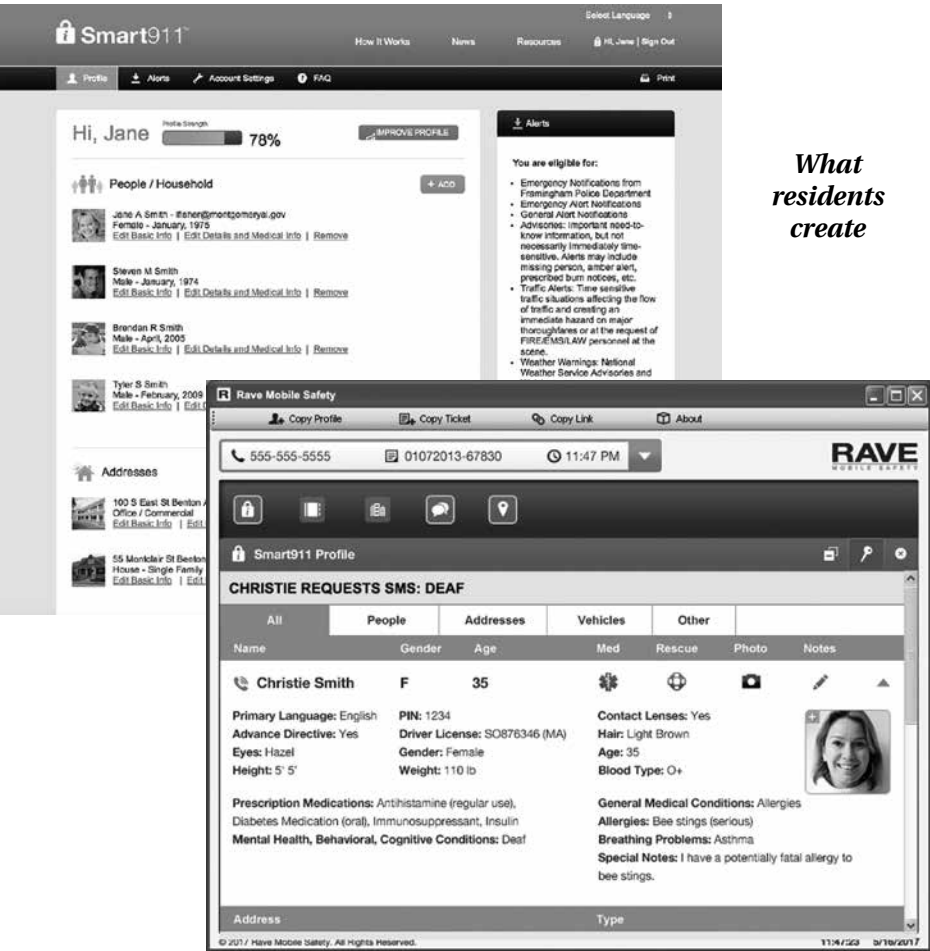 Select Language
Smart911™
How It Works News Resources Hi, Jane | Sign Out
Profile Alerts Account Settings FAQ Print
Hi, Jane
Profile Strength
78%
IMPROVE PROFILE
People / Household
+ ADD
Jane A Smith - lfisher@montgomeryal.gov
Female - January, 1975
Edit Basic Info | Edit Details and Medical Info | Remove
Steven M Smith
Male - January, 1974
Edit Basic Info | Edit Details and Medical Info | Remove
Brendan R Smith
Male - April, 2005
Edit Basic Info | Edit Details and Medical Info | Remove
Tyler S Smith
Male - February, 2009
Edit Basic Info | Edit
Addresses
100 S East St Benton
Office / Commercial
Edit Basic Info | Edit
55 Montclair St Benton
House - Single Family
Edit Basic Info | Edit
Alerts
You are eligible for:
• Emergency Notifications from
Framingham Police Department
• Emergency Alert Notifications
• General Alert Notifications
• Advisories: Important need-to-
know information, but not
necessarily immediately time-
sensitive. Alerts may include
missing person, amber alert,
prescribed burn notices, etc.
• Traffic Alerts: Time sensitive
traffic situations affecting the flow
of traffic and creating an
immediate hazard on major
thoroughfares or at the request of
FIRE/EMS/LAW personnel at the
scene.
• Weather Warnings: National
Weather Service Advisories and
What
residents
create
R Rave Mobile Safety
Copy Profile Copy Ticket Copy Link About
555-555-5555 01072013-67830 11:47 PM
RAVE
MOBILE SAFETY
Smart911 Profile
CHRISTIE REQUESTS SMS: DEAF
All People Addresses Vehicles Other
Name Gender Age Med Rescue Photo Notes
Christie Smith F 35
Primary Language: English PIN: 1234 Contact Lenses: Yes
Advance Directive: Yes Driver License: SO876346 (MA) Hair: Light Brown
Eyes: Hazel Gender: Female Age: 35
Height: 5' 5' Weight: 110 lb Blood Type: O+
Prescription Medications: Antihistamine (regular use),
Diabetes Medication (oral), Immunosuppressant, Insulin
Mental Health, Behavioral, Cognitive Conditions: Deaf
General Medical Conditions: Allergies
Allergies: Bee stings (serious)
Breathing Problems: Asthma
Special Notes: I have a potentially fatal allergy to
bee stings.
Address Type
© 2017 Rave Mobile Safety. All Rights Reserved. 11:47:23 5/16/2017